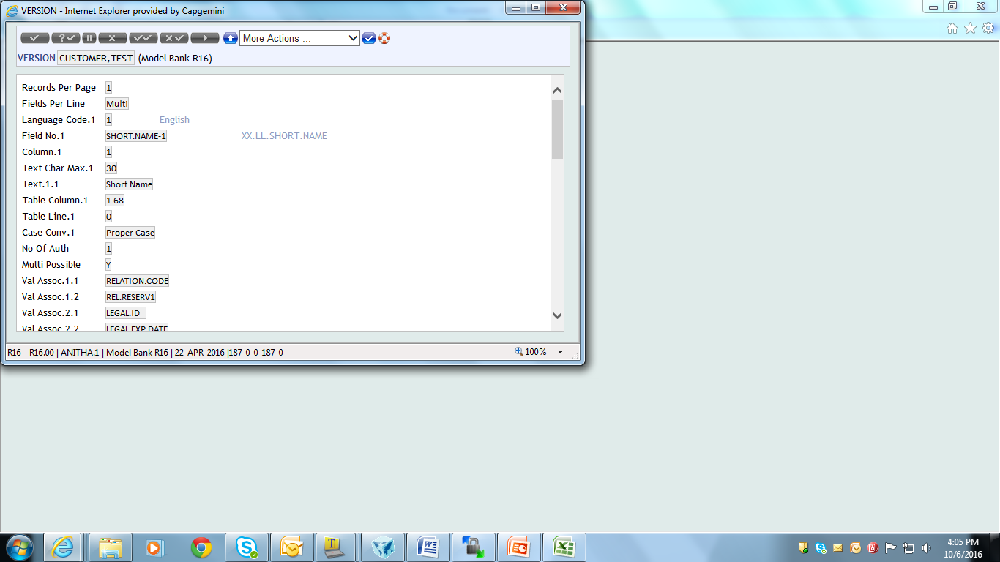 VERSION - Internet Explorer provided by Capgemini
More Actions ...
VERSION CUSTOMER,TEST (Model Bank R16)
Records Per Page 1
Fields Per Line Multi
Language Code.1 1 English
Field No.1 SHORT.NAME-1 XX.LL.SHORT.NAME
Column.1 1
Text Char Max.1 30
Text.1.1 Short Name
Table Column.1 1 68
Table Line.1 0
Case Conv.1 Proper Case
No Of Auth 1
Multi Possible Y
Val Assoc.1.1 RELATION.CODE
Val Assoc.1.2 REL.RESERV1
Val Assoc.2.1 LEGAL.ID
Val Assoc.2.2 LEGAL.EXP.DATE
R16 - R16.00 | ANITHA.1 | Model Bank R16 | 22-APR-2016 |187-0-0-187-0
100%
4:05 PM
10/6/2016